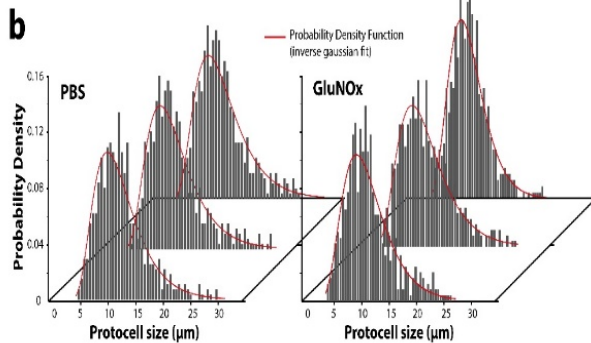 b
Probability Density Function
(inverse gaussian fit)
PBS
GluNOx
Probability Density
0.16
0.12
0.08
0.04
0
0 5 10 15 20 25 30
0 5 10 15 20 25 30
Protocell size (µm)
Protocell size (µm)